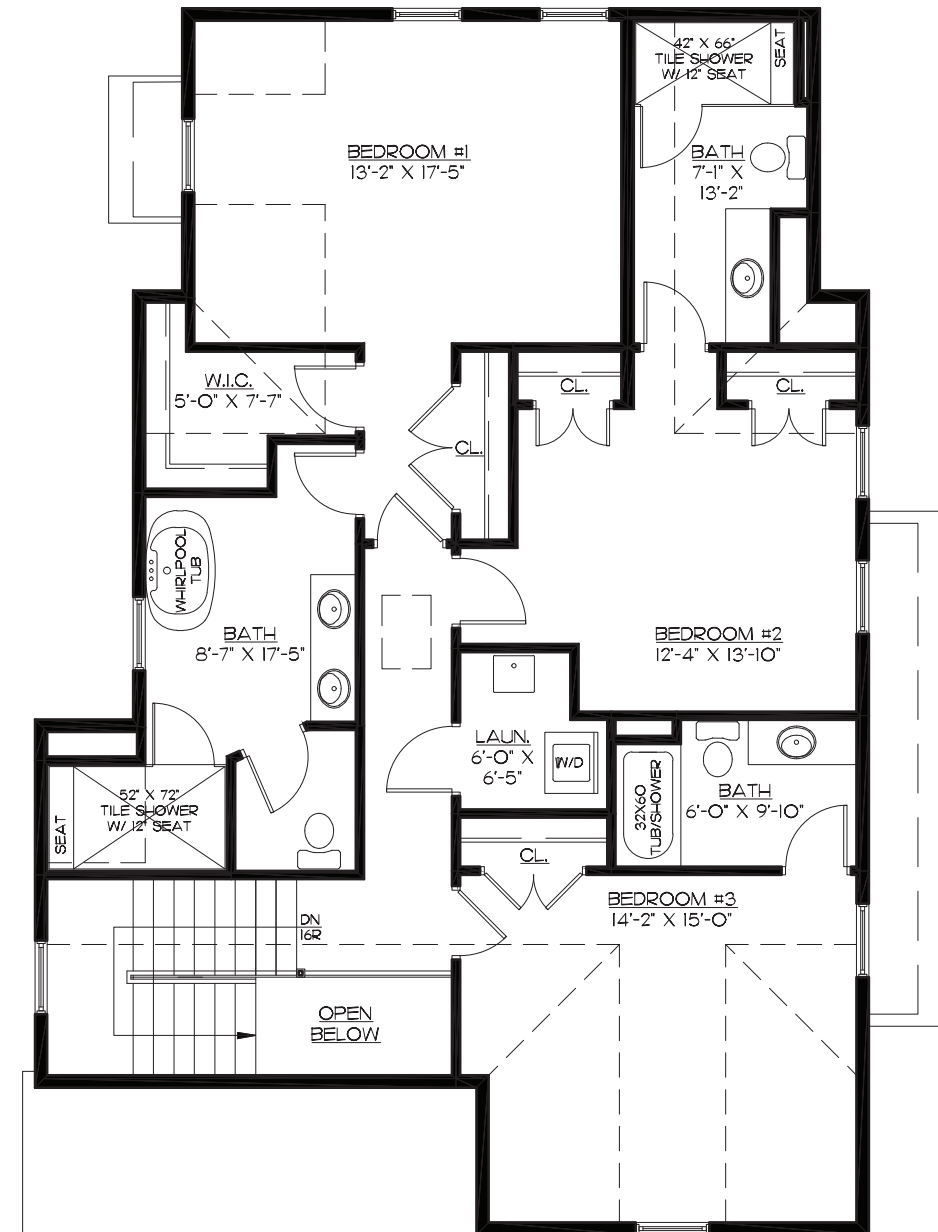 42" X 66"
TILE SHOWER
W/ 12" SEAT
SEAT
BEDROOM #1
13'-2" X 17'-5"
BATH
7'-1" X
13'-2"
W.I.C.
5'-0" X 7'-7"
CL.
CL.
CL.
WHIRLPOOL
TUB
BATH
8'-7" X 17'-5"
BEDROOM #2
12'-4" X 13'-10"
LAUN.
6'-0" X
6'-5"
W/D
32X60
TUB/SHOWER
BATH
6'-0" X 9'-10"
52" X 72"
TILE SHOWER
W/ 12" SEAT
SEAT
CL.
BEDROOM #3
14'-2" X 15'-0"
DN
16R
OPEN
BELOW